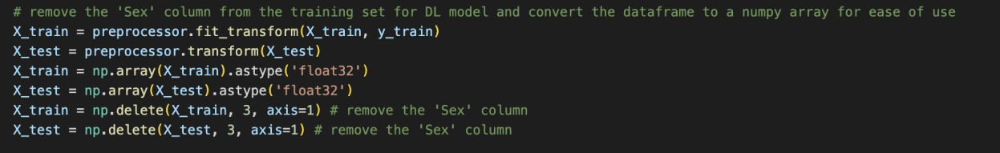 # remove the 'Sex' column from the training set for DL model and convert the dataframe to a numpy array for ease of use
X_train = preprocessor.fit_transform(X_train, y_train)
X_test = preprocessor.transform(X_test)
X_train = np.array(X_train).astype('float32')
X_test = np.array(X_test).astype('float32')
X_train = np.delete(X_train, 3, axis=1) # remove the 'Sex' column
X_test = np.delete(X_test, 3, axis=1) # remove the 'Sex' column